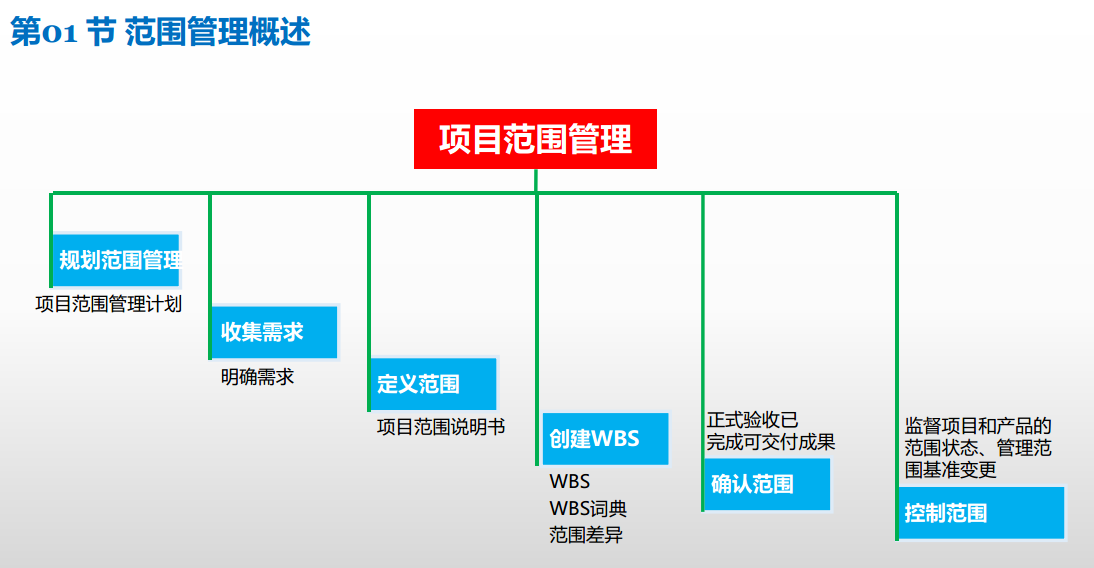 第01 节 范围管理概述
项目范围管理
规划范围管理
项目范围管理计划
收集需求
明确需求
定义范围
项目范围说明书
创建WBS
WBS
WBS词典
范围差异
正式验收已
完成可交付成果
确认范围
监督项目和产品的
范围状态、管理范
围基准变更
控制范围